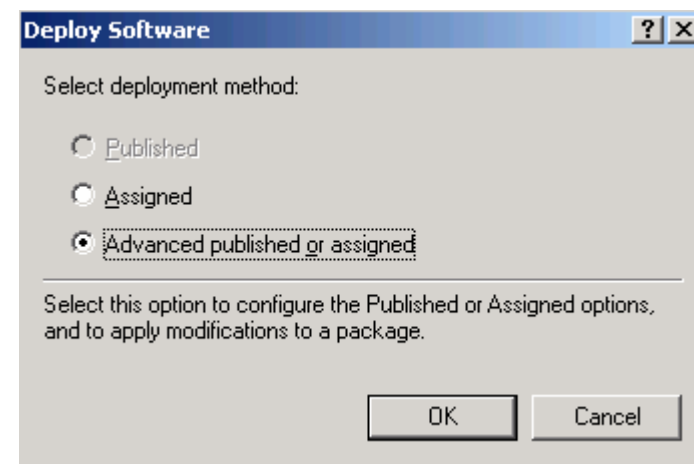 Deploy Software
Select deployment method:
Published
Assigned
Advanced published or assigned
Select this option to configure the Published or Assigned options,
and to apply modifications to a package.
OK Cancel